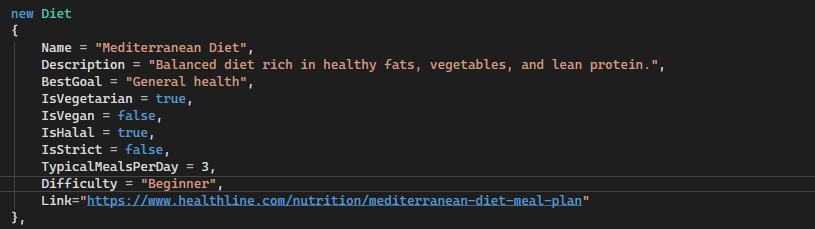 new Diet
{
    Name = "Mediterranean Diet",
    Description = "Balanced diet rich in healthy fats, vegetables, and lean protein.",
    BestGoal = "General health",
    IsVegetarian = true,
    IsVegan = false,
    IsHalal = true,
    IsStrict = false,
    TypicalMealsPerDay = 3,
    Difficulty = "Beginner",
    Link="https://www.healthline.com/nutrition/mediterranean-diet-meal-plan"
},